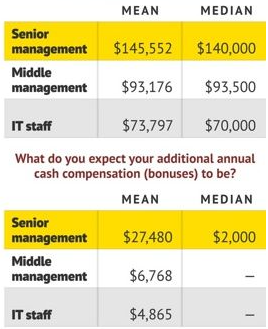 MEAN MEDIAN
Senior
management $145,552 $140,000
Middle
management $93,176 $93,500
IT staff $73,797 $70,000
What do you expect your additional annual
cash compensation (bonuses) to be?
MEAN MEDIAN
Senior
management $27,480 $2,000
Middle
management $6,768 –
IT staff $4,865 –